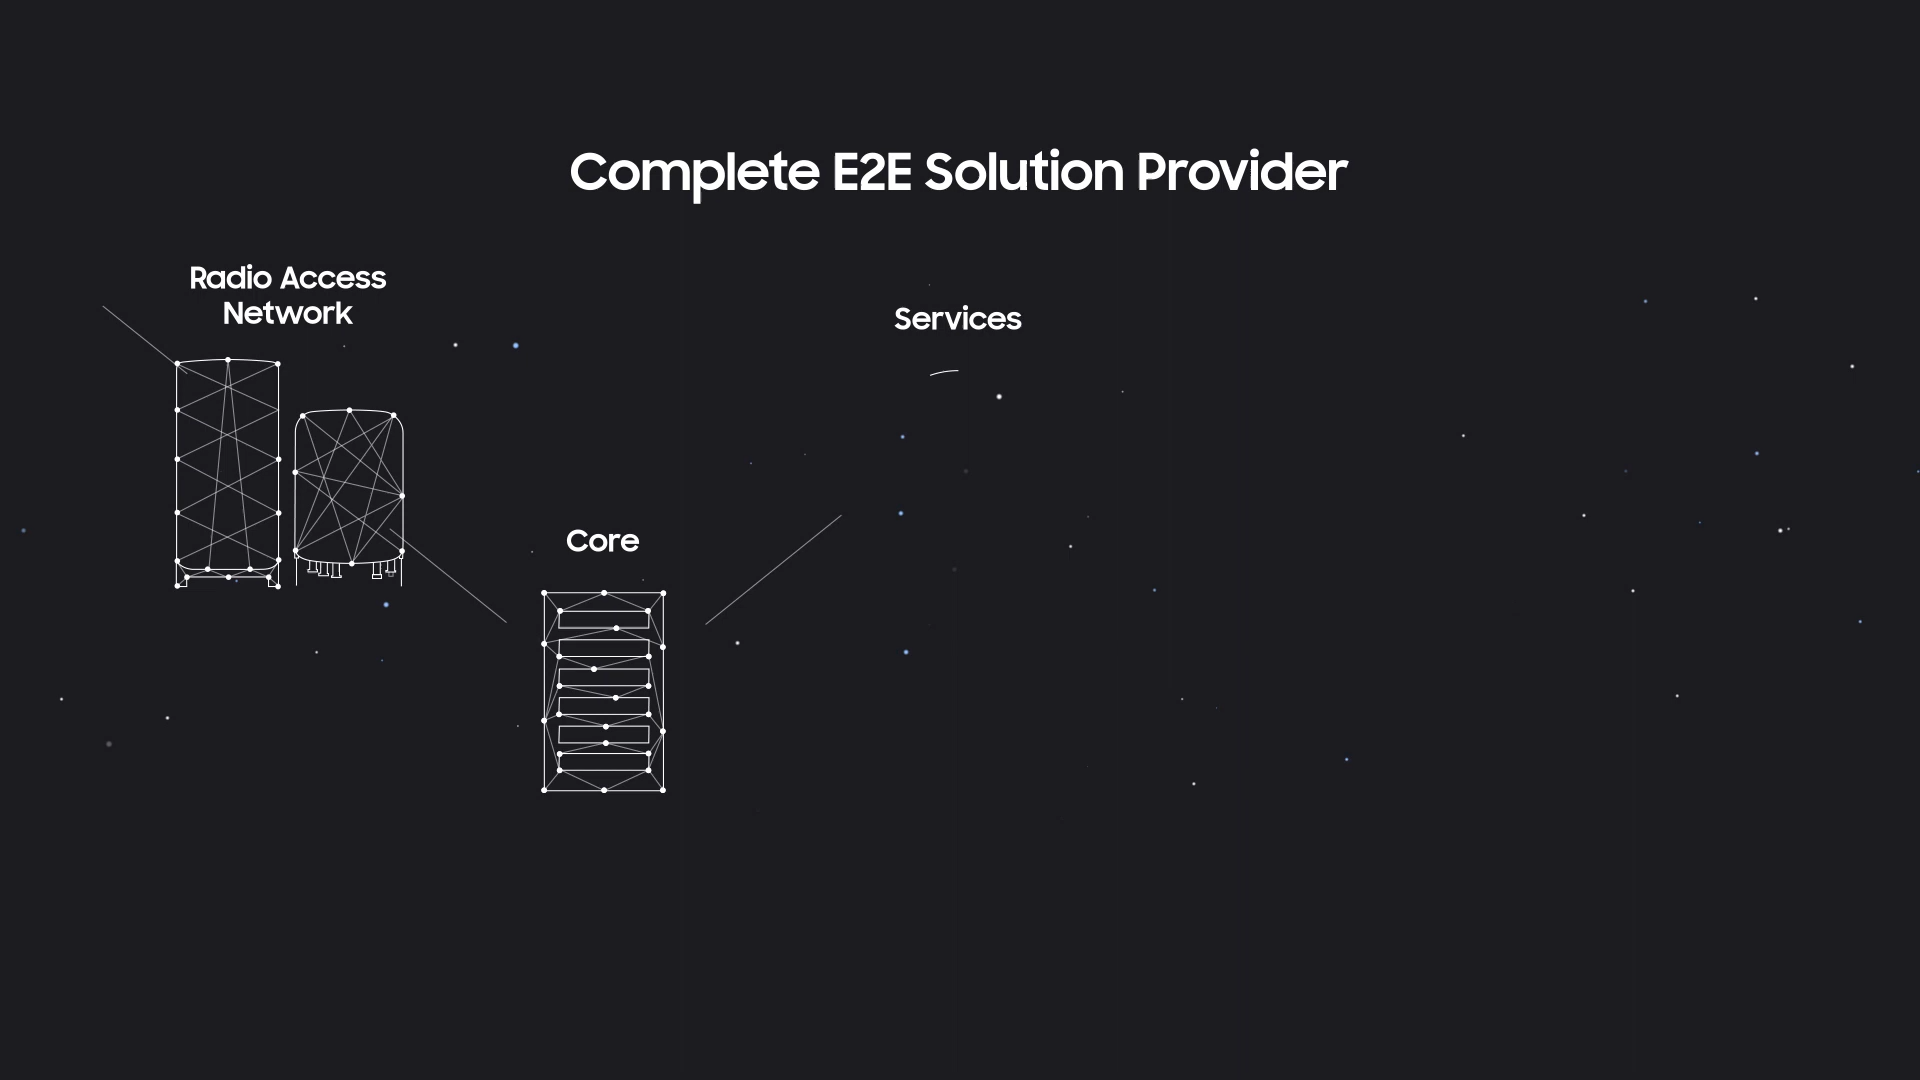 Complete E2E Solution Provider
Radio Access
Network
Services
Core